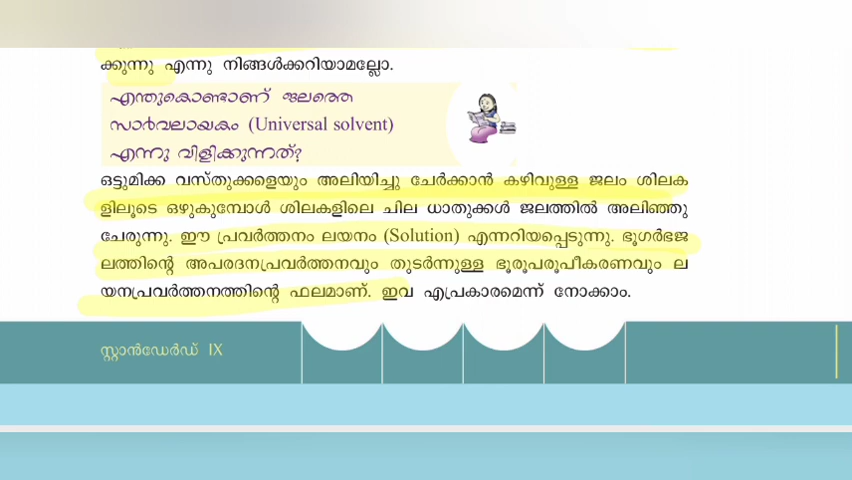 ക്കുന്നു എന്നു നിങ്ങൾക്കറിയാമല്ലോ.
എന്തുകൊണ്ടാണ് ജലത്തെ
സാർവലായകം (Universal solvent)
എന്നു വിളിക്കുന്നത്?
ഒട്ടുമിക്ക വസ്തുക്കളെയും അലിയിച്ചു ചേർക്കാൻ കഴിവുള്ള ജലം ശിലക
ളിലൂടെ ഒഴുകുമ്പോൾ ശിലകളിലെ ചില ധാതുക്കൾ ജലത്തിൽ അലിഞ്ഞു
ചേരുന്നു. ഈ പ്രവർത്തനം ലയനം (Solution) എന്നറിയപ്പെടുന്നു. ഭൂഗർഭജ
ലത്തിന്റെ അപരദനപ്രവർത്തനവും തുടർന്നുള്ള ഭൂരൂപരൂപീകരണവും ല
യനപ്രവർത്തനത്തിന്റെ ഫലമാണ്. ഇവ എപ്രകാരമെന്ന് നോക്കാം.
സ്റ്റാൻഡേർഡ് IX